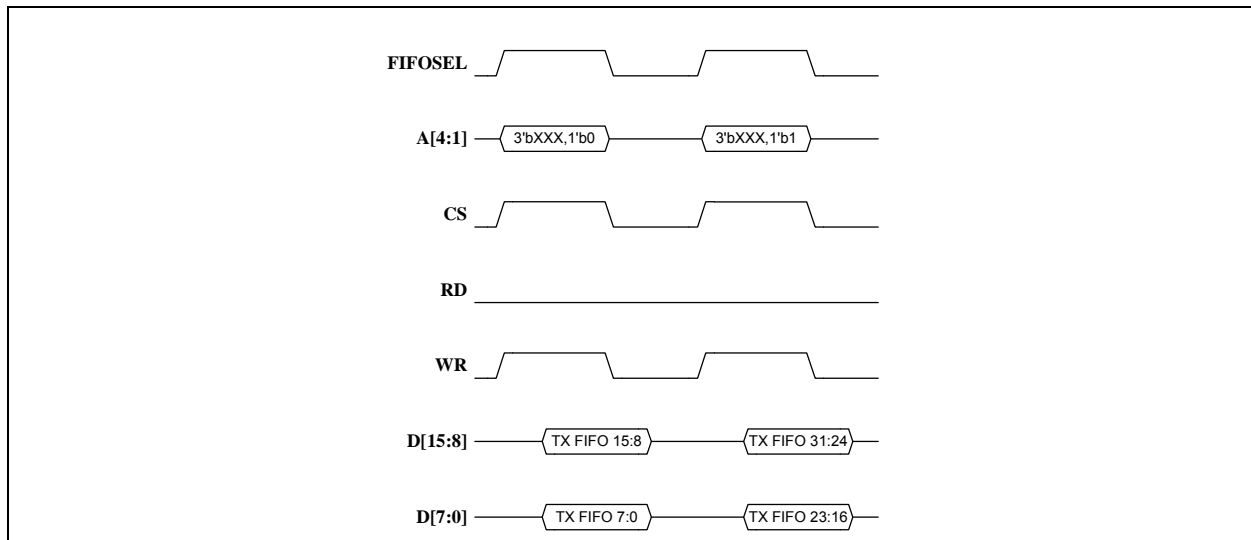 FIFOSEL
A[4:1] 3'bXXX,1'b0 3'bXXX,1'b1
CS
RD
WR
D[15:8] TX FIFO 15:8 TX FIFO 31:24
D[7:0] TX FIFO 7:0 TX FIFO 23:16